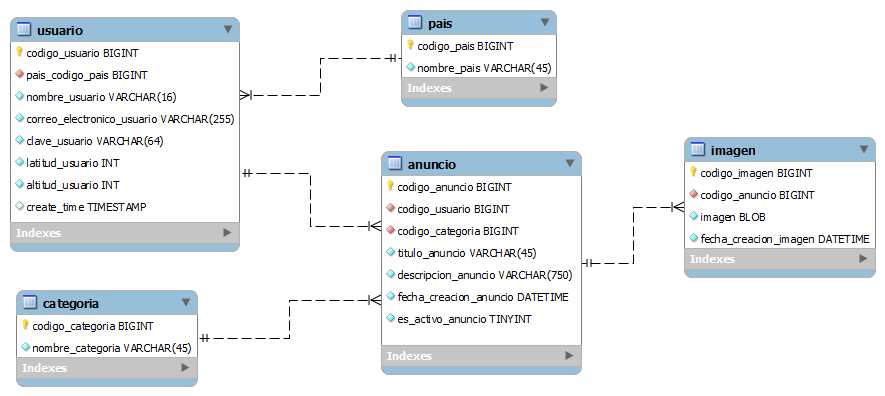 usuario
codigo_usuario BIGINT
pais_codigo_pais BIGINT
nombre_usuario VARCHAR(16)
correo_electronico_usuario VARCHAR(255)
clave_usuario VARCHAR(64)
latitud_usuario INT
altitud_usuario INT
create_time TIMESTAMP
Indexes
pais
codigo_pais BIGINT
nombre_pais VARCHAR(45)
Indexes
anuncio
codigo_anuncio BIGINT
codigo_usuario BIGINT
codigo_categoria BIGINT
titulo_anuncio VARCHAR(45)
descripcion_anuncio VARCHAR(750)
fecha_creacion_anuncio DATETIME
es_activo_anuncio TINYINT
Indexes
imagen
codigo_imagen BIGINT
codigo_anuncio BIGINT
imagen BLOB
fecha_creacion_imagen DATETIME
Indexes
categoria
codigo_categoria BIGINT
nombre_categoria VARCHAR(45)
Indexes